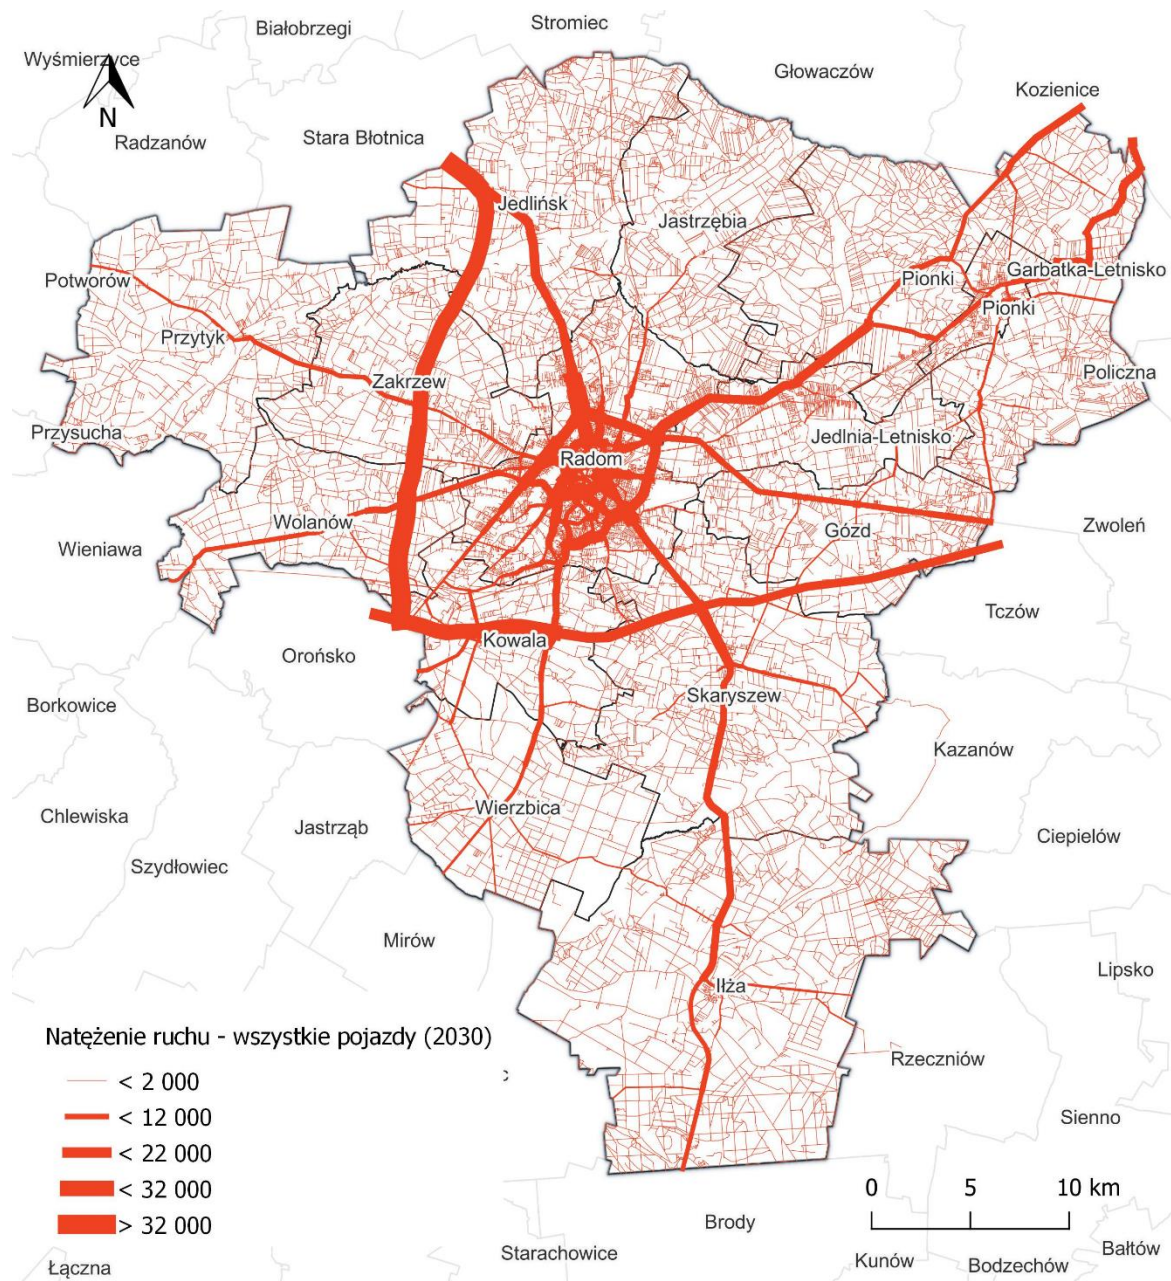 Stromiec
Białobrzegi
Wyśmierzyce
Głowaczów
Kozienice
N
Radzanów
Stara Błotnica
Jedlińsk
Jastrzębia
Potworów
Pionki
Garbatka-Letnisko
Pionki
Przytyk
Zakrzew
Policzna
Przysucha
Jedlnia-Letnisko
Radom
Wolanów
Gózd
Zwoleń
Wieniawa
Tczów
Kowala
Orońsko
Skaryszew
Borkowice
Kazanów
Wierzbica
Chlewiska
Jastrząb
Ciepielów
Szydłowiec
Mirów
Lipsko
Iłża
Natężenie ruchu - wszystkie pojazdy (2030)
Rzeczniów
< 2 000
< 12 000
Sienno
< 22 000
< 32 000
0 5 10 km
> 32 000
Brody
Starachowice
Kunów
Bałtów
Bodzechów
Łączna